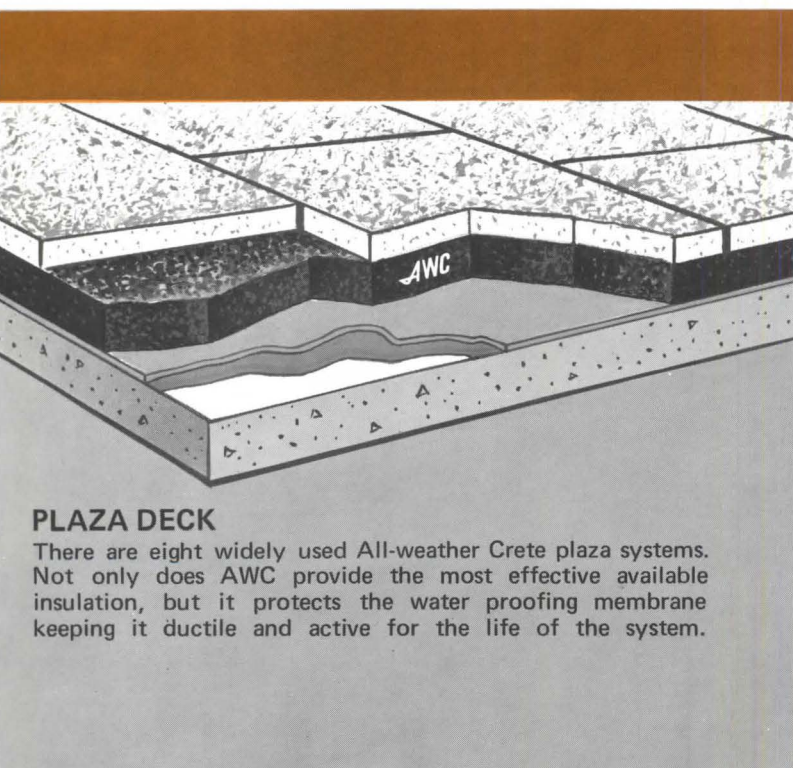 AWC
PLAZA DECK
There are eight widely used All-weather Crete plaza systems.
Not only does AWC provide the most effective available
insulation, but it protects the water proofing membrane
keeping it ductile and active for the life of the system.